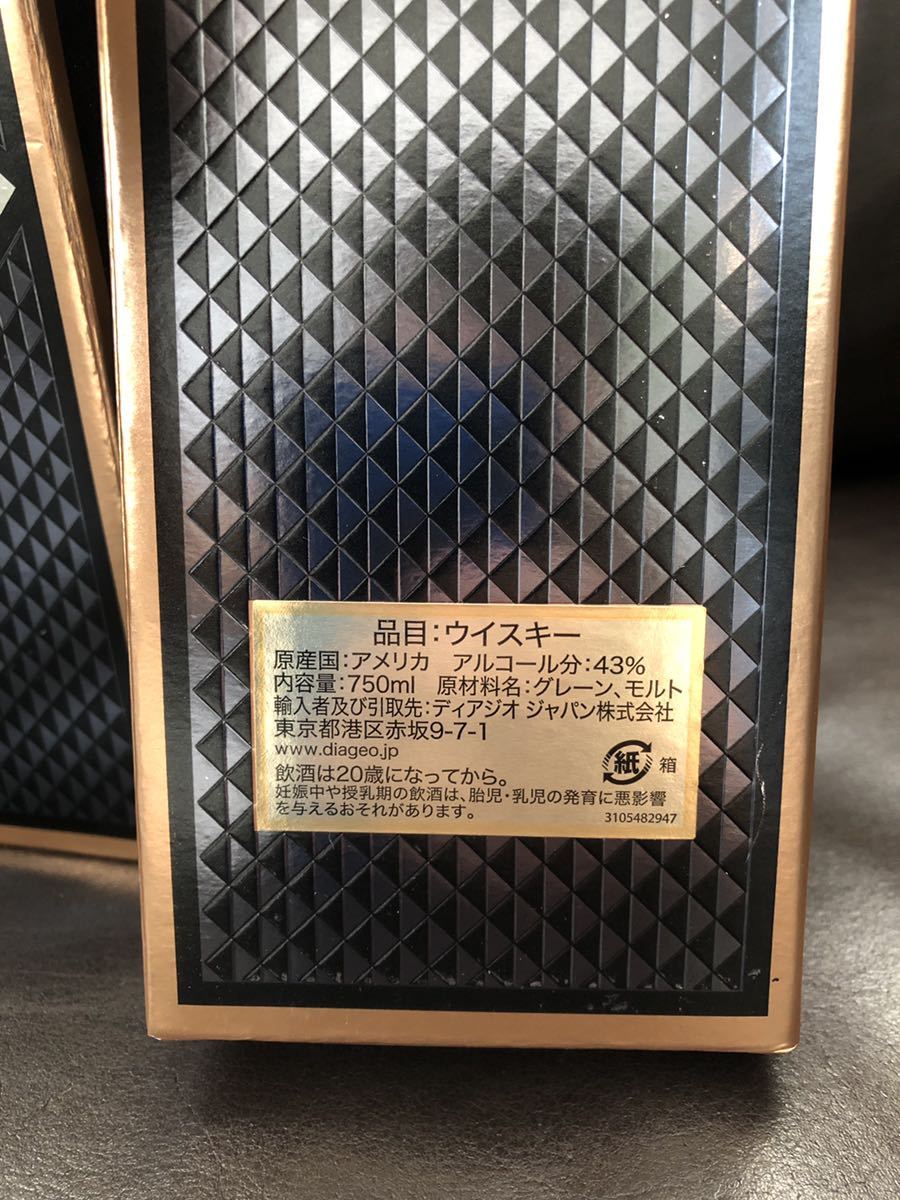 品目：ウイスキー
原産国：アメリカ　アルコール分：43%
内容量：750ml　原材料名：グレーン、モルト
輸入者及び引取先：ディアジオ ジャパン株式会社
東京都港区赤坂9-7-1
www.diageo.jp
紙 箱
飲酒は20歳になってから。
妊娠中や授乳期の飲酒は、胎児・乳児の発育に悪影響
を与えるおそれがあります。
3105482947